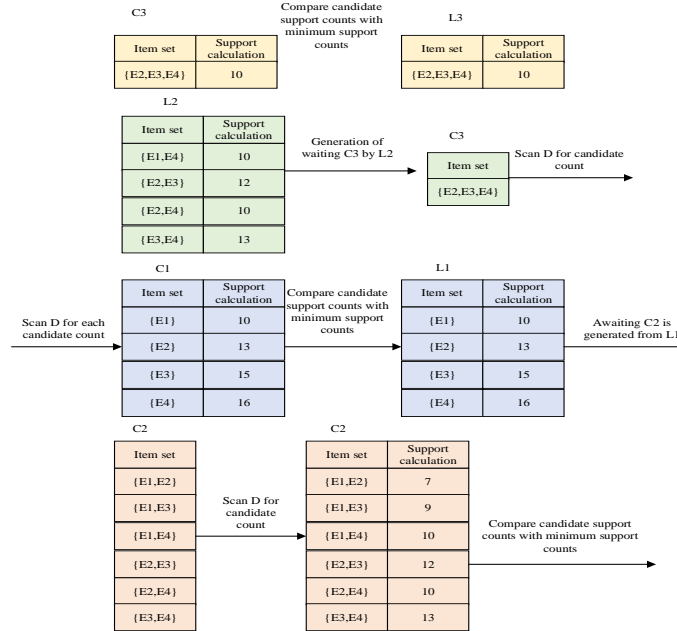 C3
Compare candidate
support counts with
minimum support
counts
L3
Item set
Support
calculation
{E2,E3,E4}
10
Item set
Support
calculation
{E2,E3,E4}
10
L2
Item set
Support
calculation
{E1,E4}
10
{E2,E3}
12
{E2,E4}
10
{E3,E4}
13
Generation of
waiting C3 by L2
C3
Item set
{E2,E3,E4}
Scan D for candidate
count
Scan D for each
candidate count
C1
Item set
Support
calculation
{E1}
10
{E2}
13
{E3}
15
{E4}
16
Compare candidate
support counts with
minimum support
counts
L1
Item set
Support
calculation
{E1}
10
{E2}
13
{E3}
15
{E4}
16
Awaiting C2 is
generated from L1
C2
Item set
{E1,E2}
{E1,E3}
{E1,E4}
{E2,E3}
{E2,E4}
{E3,E4}
Scan D for
candidate
count
C2
Item set
Support
calculation
{E1,E2}
7
{E1,E3}
9
{E1,E4}
10
{E2,E3}
12
{E2,E4}
10
{E3,E4}
13
Compare candidate support
counts with minimum support
counts